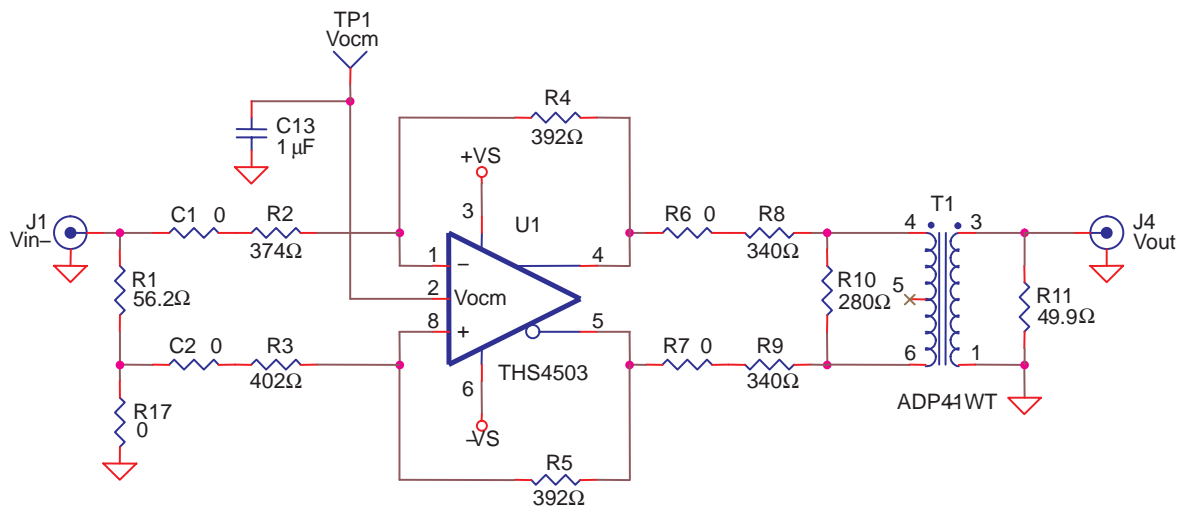 TP1
Vocm
C13
1 µF
R4
392Ω
+VS
3
U1
J1
Vin–
C1 0
R2
374Ω
1
–
4
R6 0
R8
340Ω
4
T1
3
J4
Vout
R1
56.2Ω
2
Vocm
R10
280Ω
5
R11
49.9Ω
8
+
5
C2 0
R3
402Ω
THS4503
R7 0
R9
340Ω
6
1
R17
0
6
–VS
ADP41WT
R5
392Ω